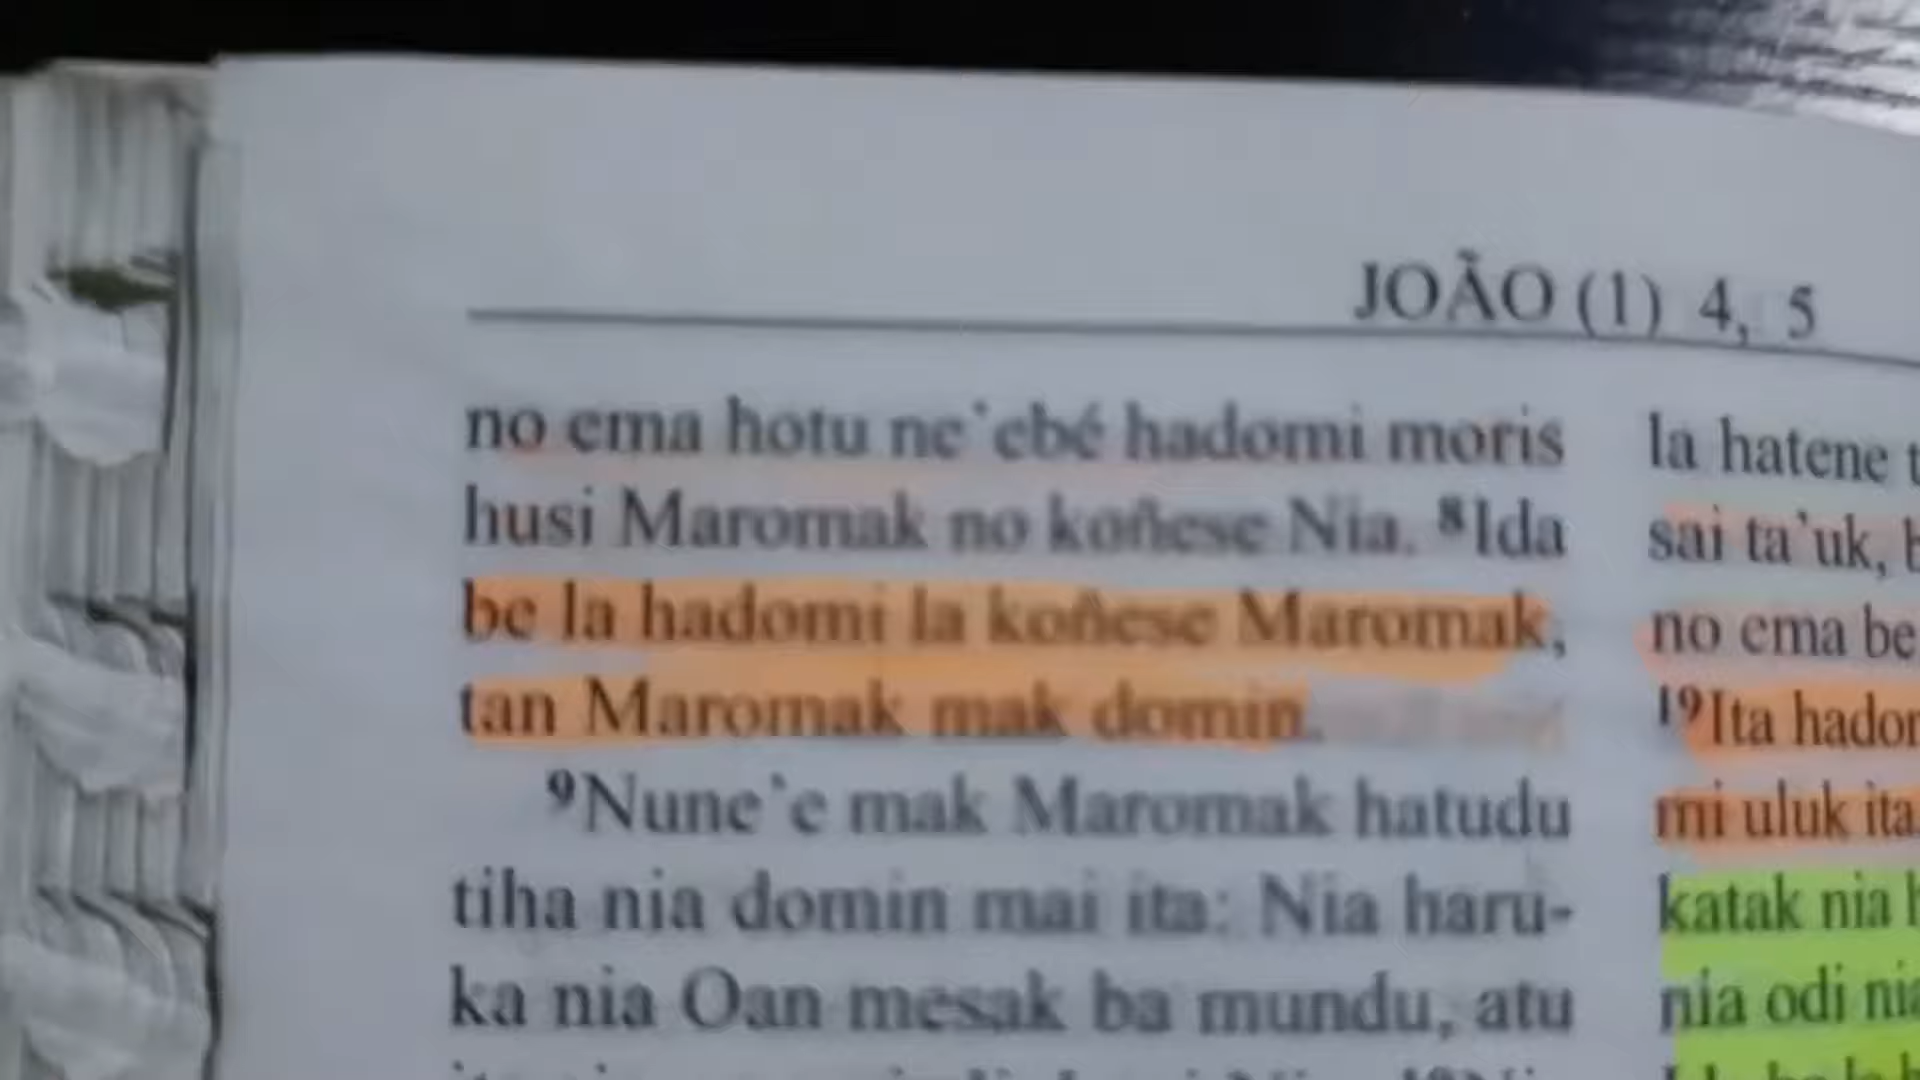 JOÃO (1) 4, 5
no ema hotu ne'ebé hadomi moris
husi Maromak no koñese Nia. ⁸Ida
be la hadomi la koñese Maromak,
tan Maromak mak domin.
⁹Nune'e mak Maromak hatudu
tiha nia domin mai ita: Nia haru-
ka nia Oan mesak ba mundu, atu
la hatene
sai ta'uk,
no ema be
¹⁹Ita
mi uluk ita
katak nia
nia odi